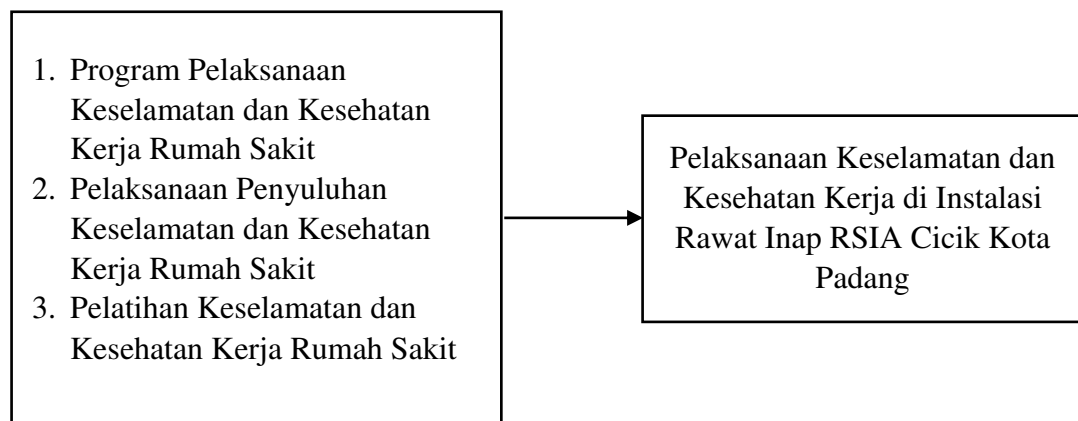 1. Program Pelaksanaan
Keselamatan dan Kesehatan
Kerja Rumah Sakit
2. Pelaksanaan Penyuluhan
Keselamatan dan Kesehatan
Kerja Rumah Sakit
3. Pelatihan Keselamatan dan
Kesehatan Kerja Rumah Sakit
Pelaksanaan Keselamatan dan
Kesehatan Kerja di Instalasi
Rawat Inap RSIA Cicik Kota
Padang